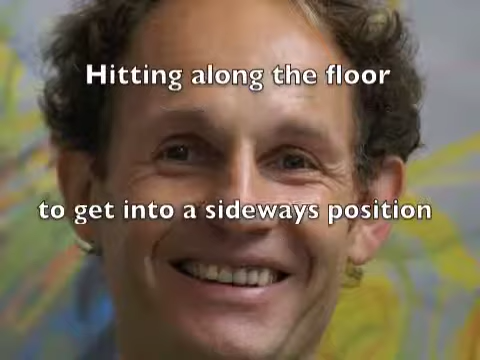 Hitting along the floor
to get into a sideways position